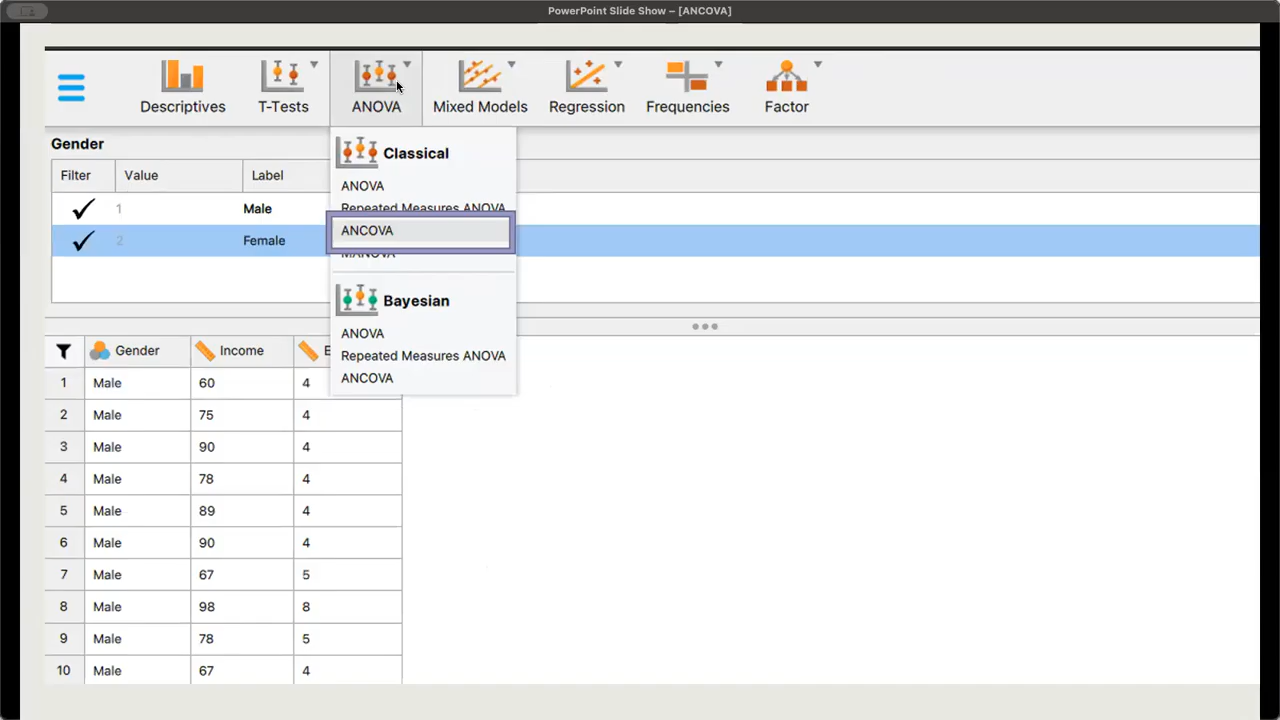 PowerPoint Slide Show – [ANCOVA]
Descriptives T-Tests ANOVA Mixed Models Regression Frequencies Factor
Gender
Filter Value Label
1 Male
2 Female
Classical
ANOVA
Repeated Measures ANOVA
ANCOVA
MANOVA
Bayesian
ANOVA
Repeated Measures ANOVA
ANCOVA
Gender Income E
1 Male 60 4
2 Male 75 4
3 Male 90 4
4 Male 78 4
5 Male 89 4
6 Male 90 4
7 Male 67 5
8 Male 98 8
9 Male 78 5
10 Male 67 4